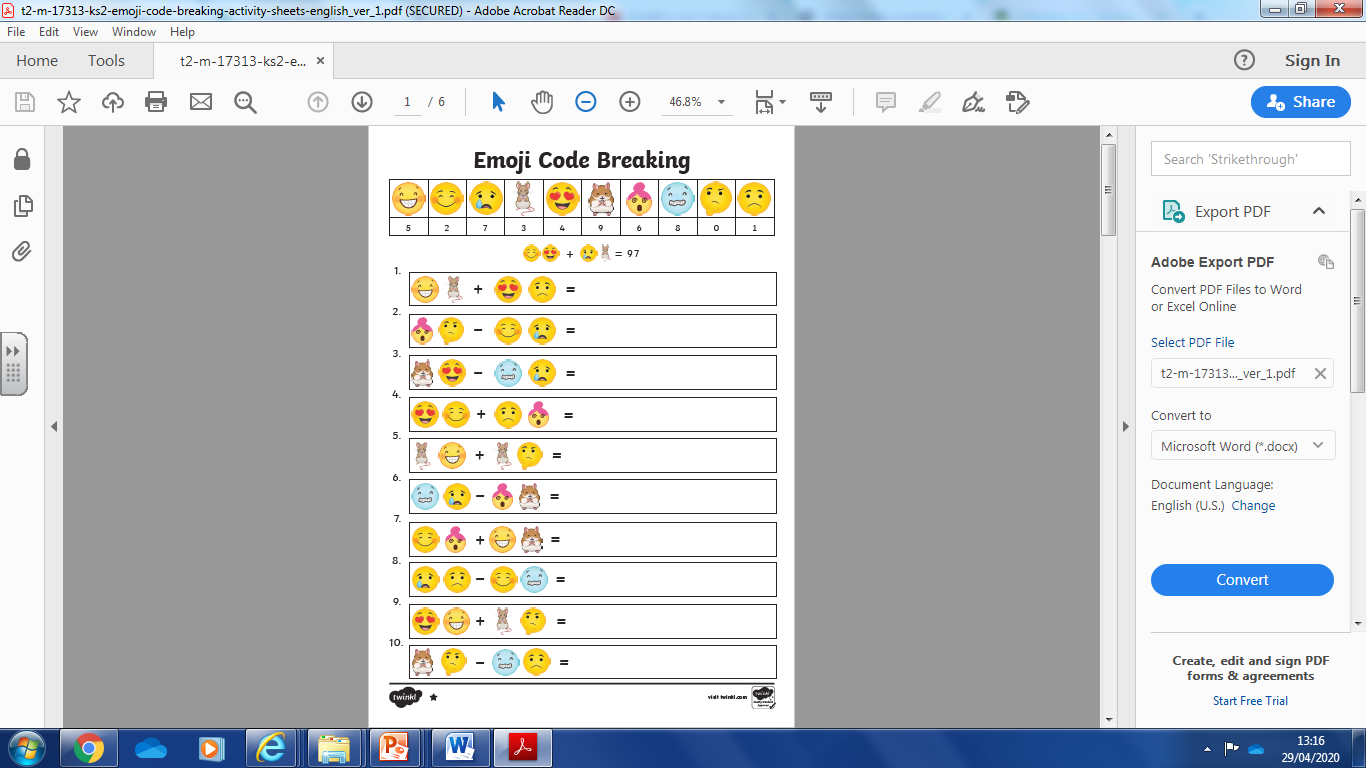 t2-m-17313-ks2-emoji-code-breaking-activity-sheets-english_ver_1.pdf (SECURED) - Adobe Acrobat Reader DC
File Edit View Window Help
Home Tools t2-m-17313-ks2-e... × Sign In
1 / 6 46.8% Share
Emoji Code Breaking
5 2 7 3 4 9 6 8 0 1
+ = 97
1. + =
2. – =
3. – =
4. + =
5. + =
6. – =
7. + =
8. – =
9. + =
10. – =
twinkl visit twinkl.com
Search 'Strikethrough'
Export PDF
Adobe Export PDF
Convert PDF Files to Word
or Excel Online
Select PDF File
t2-m-17313..._ver_1.pdf
Convert to
Microsoft Word (*.docx)
Document Language:
English (U.S.) Change
Convert
Create, edit and sign PDF
forms & agreements
Start Free Trial
13:16
29/04/2020